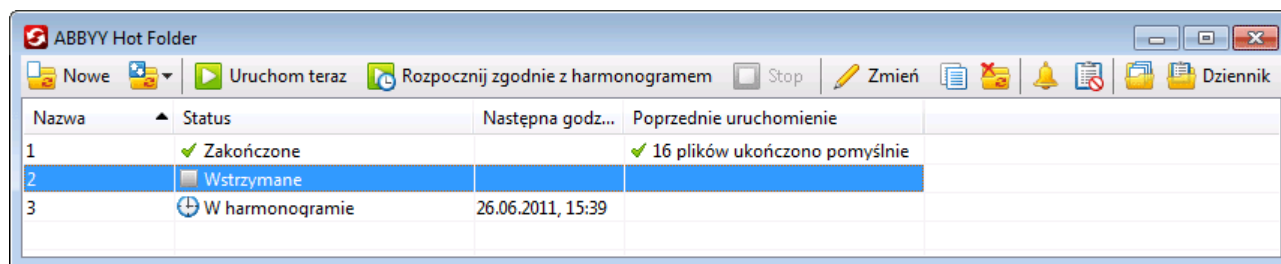 ABBYY Hot Folder
Nowe Uruchom teraz Rozpocznij zgodnie z harmonogramem Stop Zmień Dziennik
Nazwa Status Następna godz... Poprzednie uruchomienie
1 Zakończone 16 plików ukończono pomyślnie
2 Wstrzymane
3 W harmonogramie 26.06.2011, 15:39